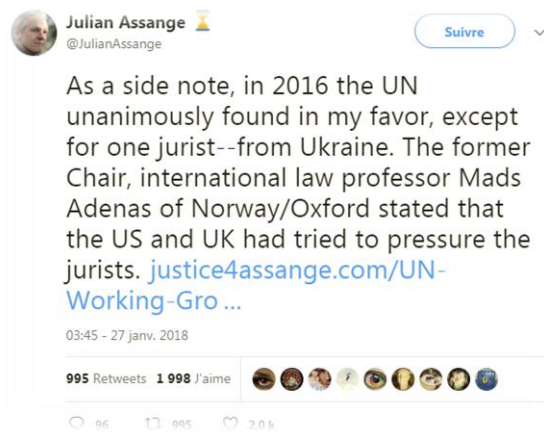 Julian Assange
@JulianAssange
Suivre
As a side note, in 2016 the UN
unanimously found in my favor, except
for one jurist--from Ukraine. The former
Chair, international law professor Mads
Adenas of Norway/Oxford stated that
the US and UK had tried to pressure the
jurists. justice4assange.com/UN-
Working-Gro ...
03:45 - 27 janv. 2018
995 Retweets 1 998 J'aime
96 995 2,0 k